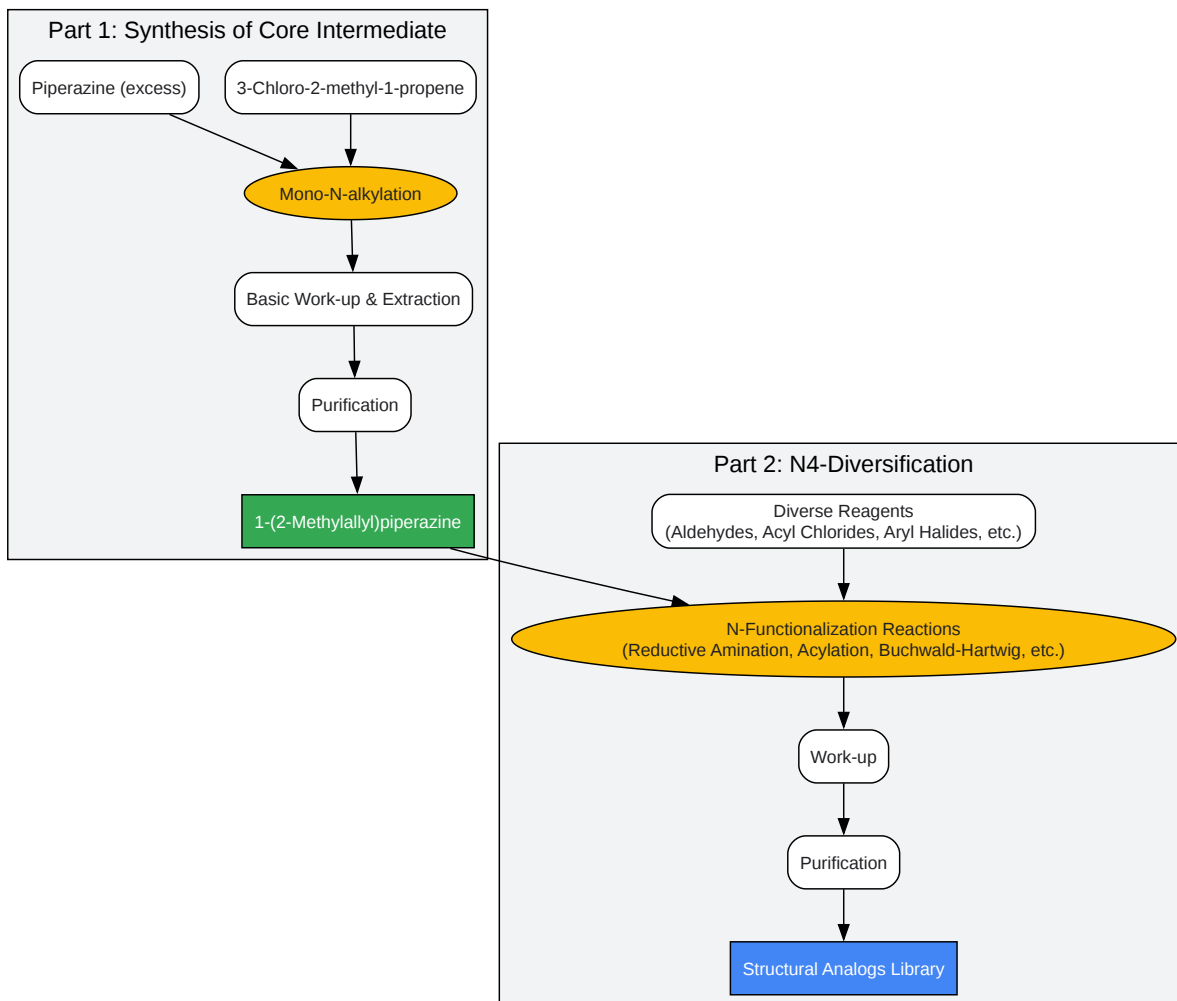 Part 1: Synthesis of Core Intermediate
Piperazine (excess)
3-Chloro-2-methyl-1-propene
Mono-N-alkylation
Basic Work-up & Extraction
Purification
1-(2-Methylallyl)piperazine
Part 2: N4-Diversification
Diverse Reagents
(Aldehydes, Acyl Chlorides, Aryl Halides, etc.)
N-Functionalization Reactions
(Reductive Amination, Acylation, Buchwald-Hartwig, etc.)
Work-up
Purification
Structural Analogs Library